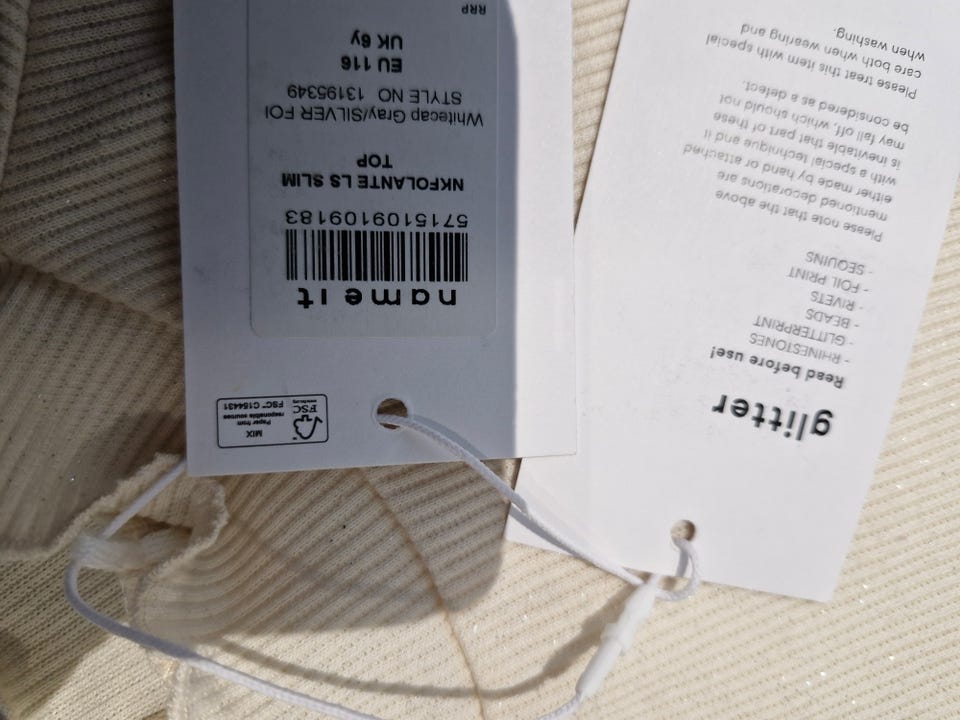 name it
5715109109183
NKFOLANTE LS SLIM
TOP
Whitecap Gray/SILVER FOI
STYLE NO 13195349
EU 116
UK 6y
RRP
FSC
www.fsc.org
MIX
Paper from
responsible sources
FSC™ C154431
glitter
Read before use!
- RHINESTONES
- GLITTERPRINT
- BEADS
- RIVETS
- FOIL PRINT
- SEQUINS
Please note that the above
mentioned decorations are
either made by hand or attached
with a special technique and it
is inevitable that part of these
may fall off, which should not
be considered as a defect.
Please treat this item with special
care both when wearing and
when washing.